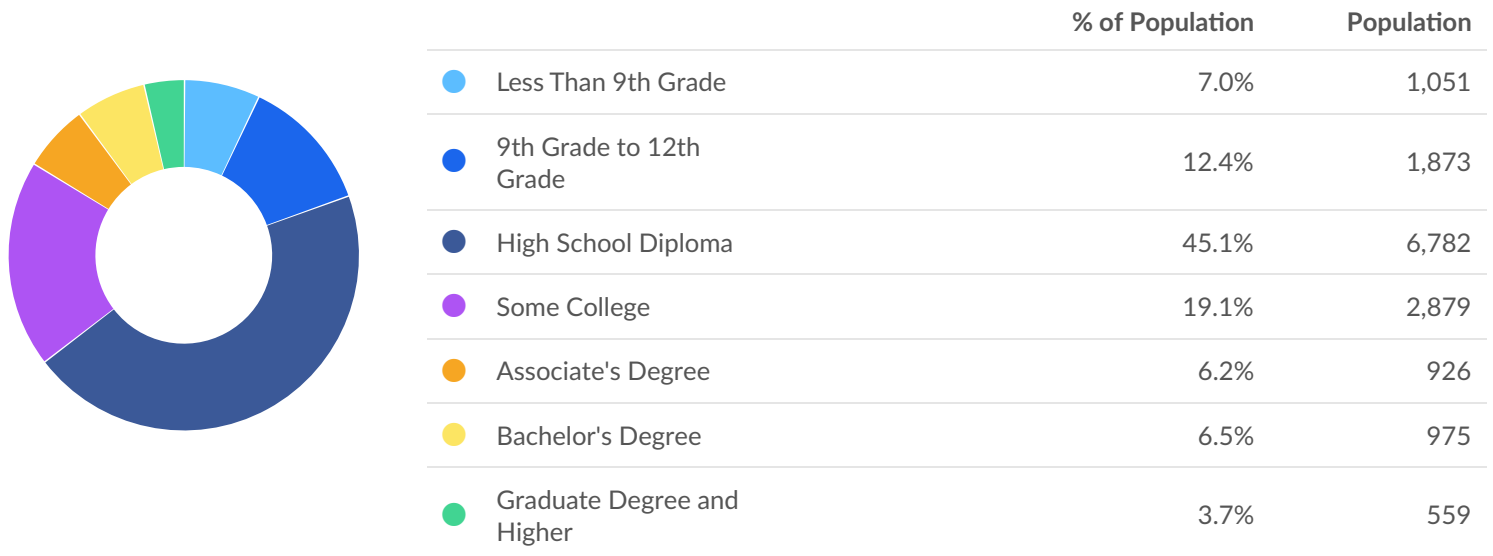 % of Population Population
Less Than 9th Grade 7.0% 1,051
9th Grade to 12th
Grade 12.4% 1,873
High School Diploma 45.1% 6,782
Some College 19.1% 2,879
Associate's Degree 6.2% 926
Bachelor's Degree 6.5% 975
Graduate Degree and
Higher 3.7% 559